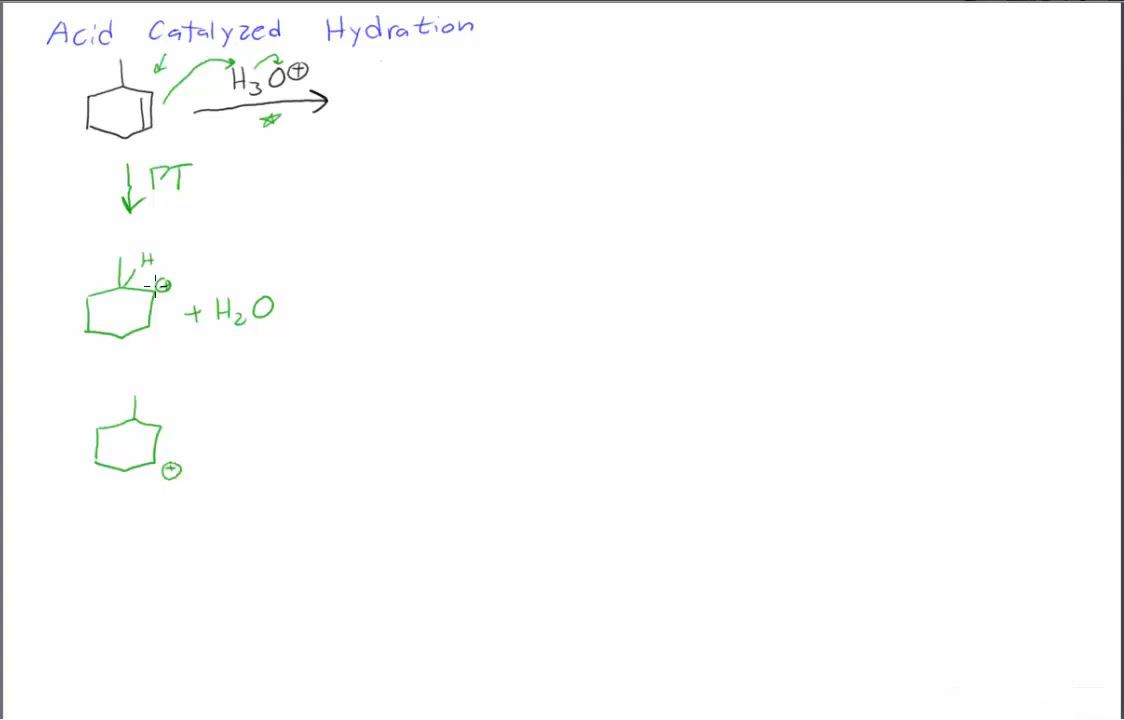 Acid Catalyzed Hydration
H₃O⊕
PT
H
⊕
+ H₂O
⊕